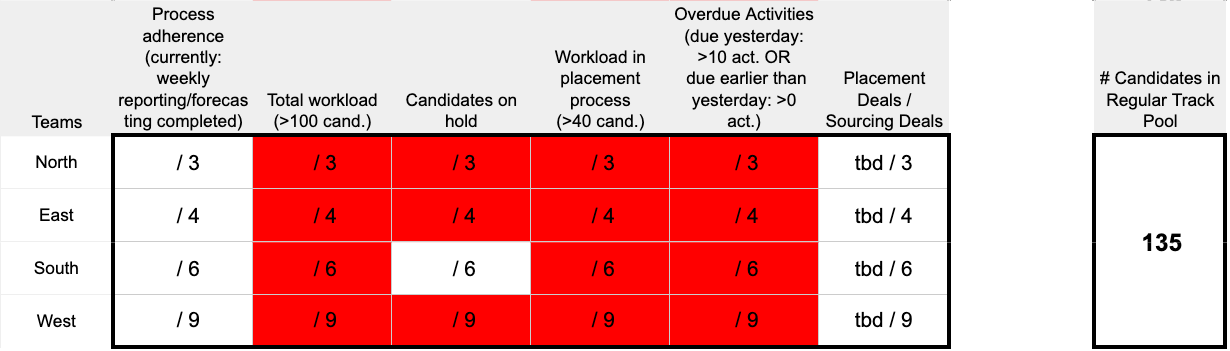 Teams
Process
adherence
(currently:
weekly
reporting/forecas
ting completed)
Total workload
(>100 cand.)
Candidates on
hold
Workload in
placement
process
(>40 cand.)
Overdue Activities
(due yesterday:
>10 act. OR
due earlier than
yesterday: >0
act.)
Placement
Deals /
Sourcing Deals
# Candidates in
Regular Track
Pool
North / 3 / 3 / 3 / 3 / 3 tbd / 3
East / 4 / 4 / 4 / 4 / 4 tbd / 4
135
South / 6 / 6 / 6 / 6 / 6 tbd / 6
West / 9 / 9 / 9 / 9 / 9 tbd / 9